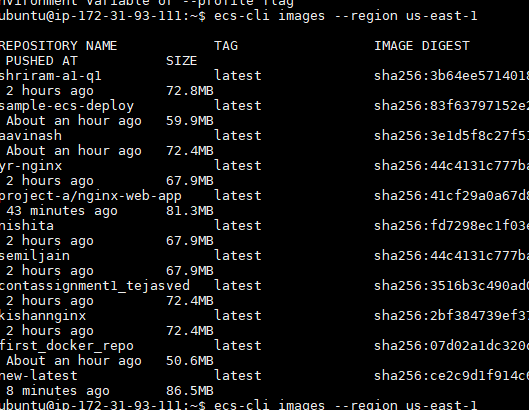 environment variable or --profile flag
ubuntu@ip-172-31-93-111:~$ ecs-cli images --region us-east-1
REPOSITORY NAME TAG IMAGE DIGEST
PUSHED AT SIZE
shriram-a1-q1 latest sha256:3b64ee5714018
2 hours ago 72.8MB
sample-ecs-deploy latest sha256:83f63797152e2
About an hour ago 59.9MB
aavinash latest sha256:3e1d5f8c27f51
About an hour ago 72.4MB
yr-nginx latest sha256:44c4131c777ba
2 hours ago 67.9MB
project-a/nginx-web-app latest sha256:41cf29a0a67d8
43 minutes ago 81.3MB
nishita latest sha256:fd7298ec1f03e
2 hours ago 67.9MB
semiljain latest sha256:44c4131c777ba
2 hours ago 67.9MB
contassignment1_tejasved latest sha256:3516b3c490ad0
2 hours ago 72.4MB
kishannginx latest sha256:2bf384739ef37
2 hours ago 72.4MB
first_docker_repo latest sha256:07d02a1dc320c
About an hour ago 50.6MB
new-latest latest sha256:ce2c9d1f914c6
8 minutes ago 86.5MB
ubuntu@ip-172-31-93-111:~$ ecs-cli images --region us-east-1